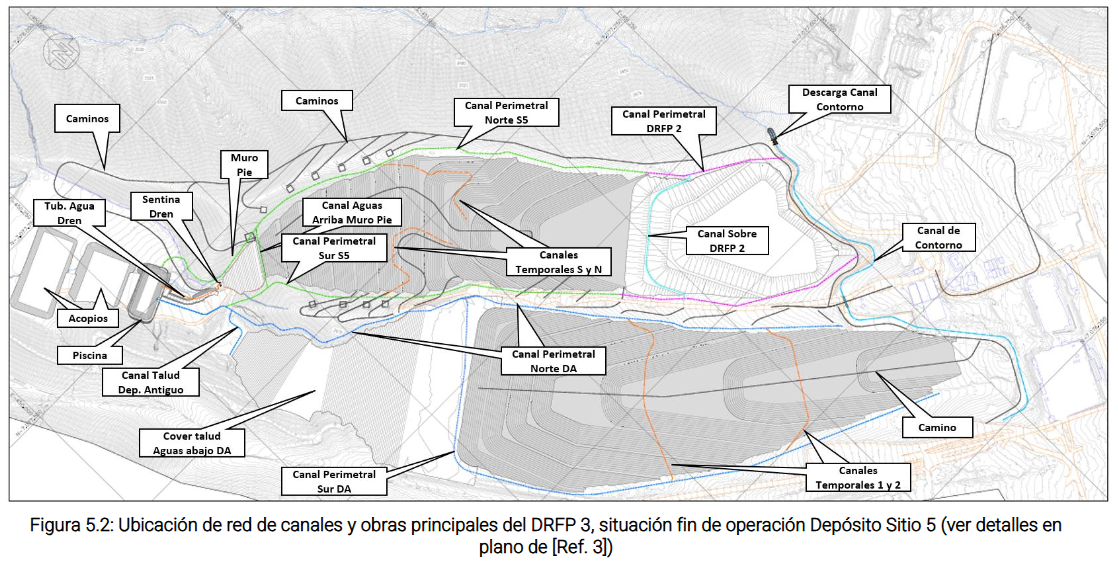 Caminos
Caminos
Canal Perimetral
Norte S5
Canal Perimetral
DRFP 2
Descarga Canal
Contorno
Muro
Pie
Tub. Agua
Dren
Sentina
Dren
Canal Aguas
Arriba Muro Pie
Canal Perimetral
Sur S5
Canales
Temporales S y N
Canal Sobre
DRFP 2
Canal de
Contorno
Acopios
Piscina
Canal Talud
Dep. Antiguo
Canal Perimetral
Norte DA
Cover talud
Aguas abajo DA
Camino
Canal Perimetral
Sur DA
Canales
Temporales 1 y 2
Figura 5.2: Ubicación de red de canales y obras principales del DRFP 3, situación fin de operación Depósito Sitio 5 (ver detalles en
plano de [Ref. 3])